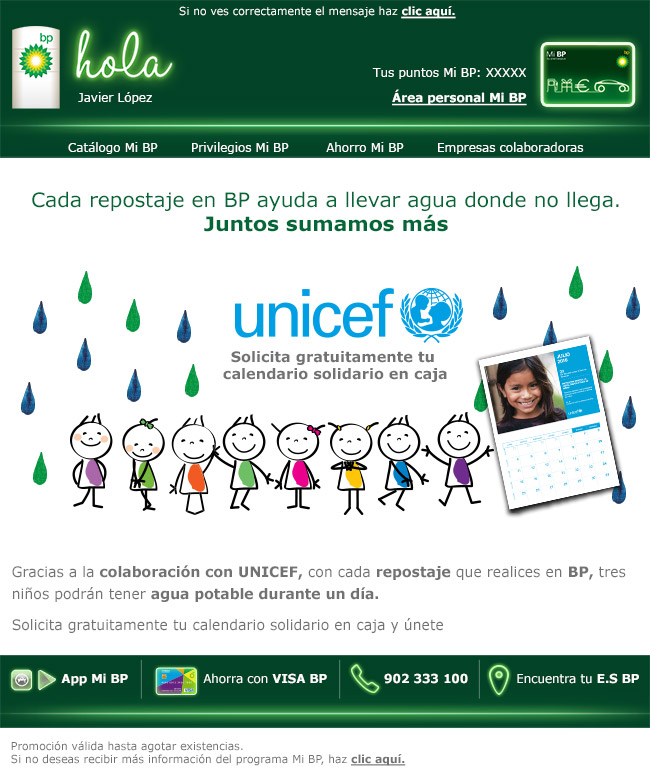 Si no ves correctamente el mensaje haz clic aquí.
bp
hola
Javier López
Tus puntos Mi BP: XXXXX
Área personal Mi BP
Mi BP
bp
Catálogo Mi BP
Privilegios Mi BP
Ahorro Mi BP
Empresas colaboradoras
Cada repostaje en BP ayuda a llevar agua donde no llega.
Juntos sumamos más
unicef
Solicita gratuitamente tu
calendario solidario en caja
JULIO
unicef
Gracias a la colaboración con UNICEF, con cada repostaje que realices en BP, tres
niños podrán tener agua potable durante un día.
Solicita gratuitamente tu calendario solidario en caja y únete
App Mi BP
Ahorra con VISA BP
902 333 100
Encuentra tu E.S BP
Promoción válida hasta agotar existencias.
Si no deseas recibir más información del programa Mi BP, haz clic aquí.